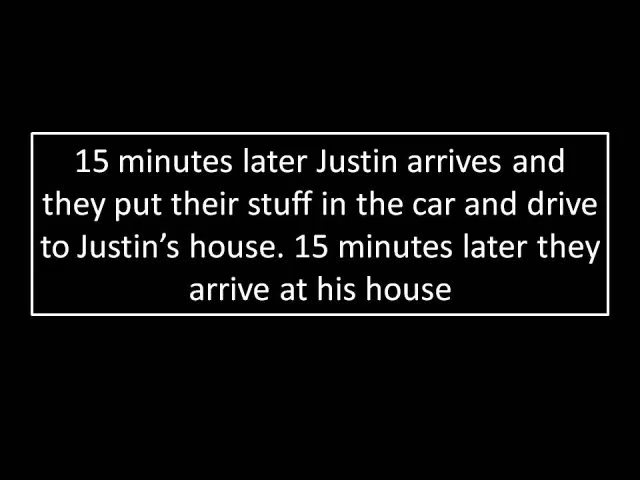 15 minutes later Justin arrives and
they put their stuff in the car and drive
to Justin’s house. 15 minutes later they
arrive at his house